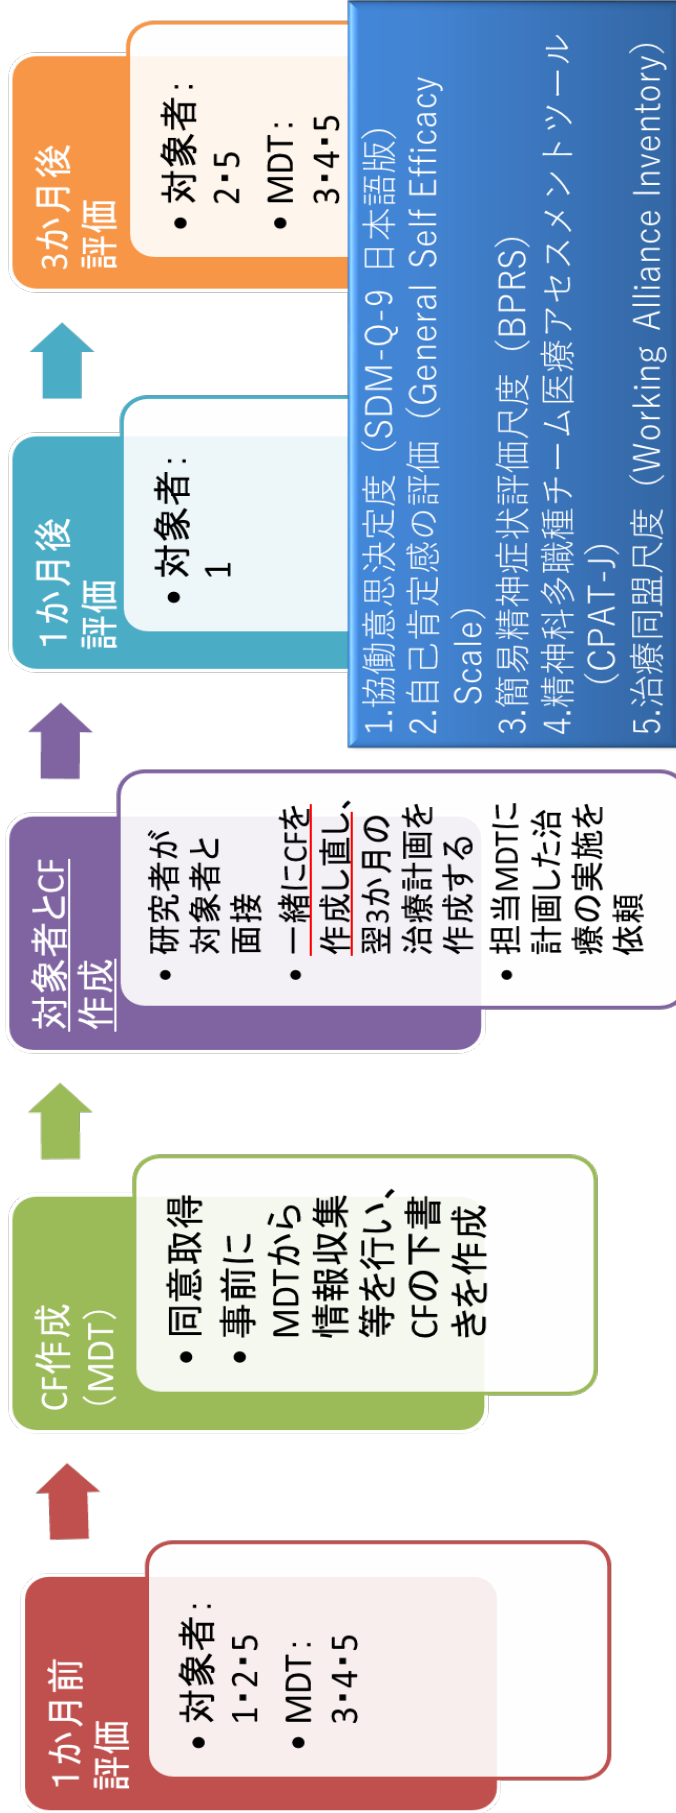 1か月前
評価
• 対象者：
1・2・5
• MDT：
3・4・5
CF作成
（MDT）
• 同意取得
• 事前に
MDTから
情報収集
等を行い、
CFの下書
きを作成
対象者とCF
作成
• 研究者が
対象者と
面接
• 一緒にCFを
作成し直し、
翌3か月の
治療計画を
作成する
• 担当MDTに
計画した治
療の実施を
依頼
1か月後
評価
• 対象者：
1
3か月後
評価
• 対象者：
2・5
• MDT：
3・4・5
1.協働意思決定度（SDM-Q-9 日本語版）
2.自己肯定感の評価（General Self Efficacy
Scale）
3.簡易精神症状評価尺度（BPRS）
4.精神科多職種チーム医療アセスメントツール
（CPAT-J）
5.治療同盟尺度（Working Alliance Inventory）